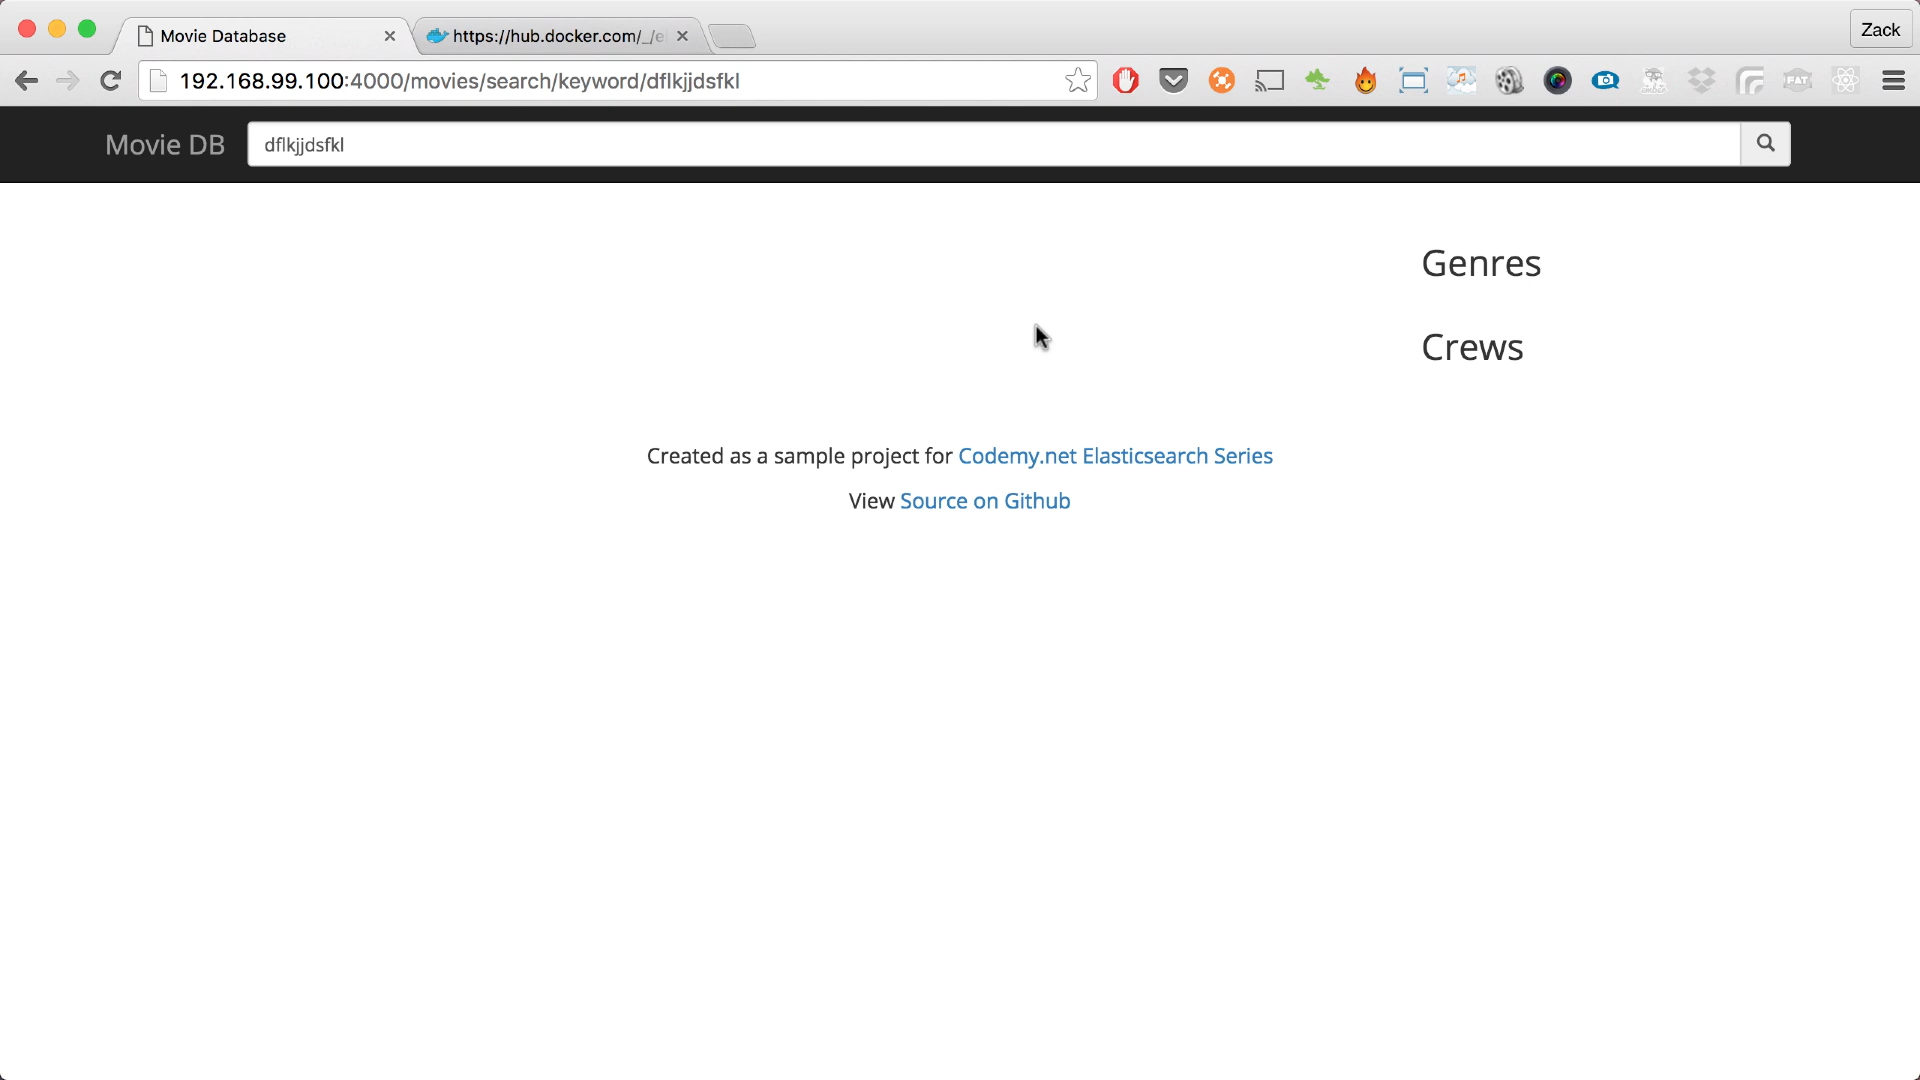 Movie Database
https://hub.docker.com/_/e
Zack
192.168.99.100:4000/movies/search/keyword/dflkjjdsfkl
FAT
Movie DB
dflkjjdsfkl
Genres
Crews
Created as a sample project for Codemy.net Elasticsearch Series
View Source on Github